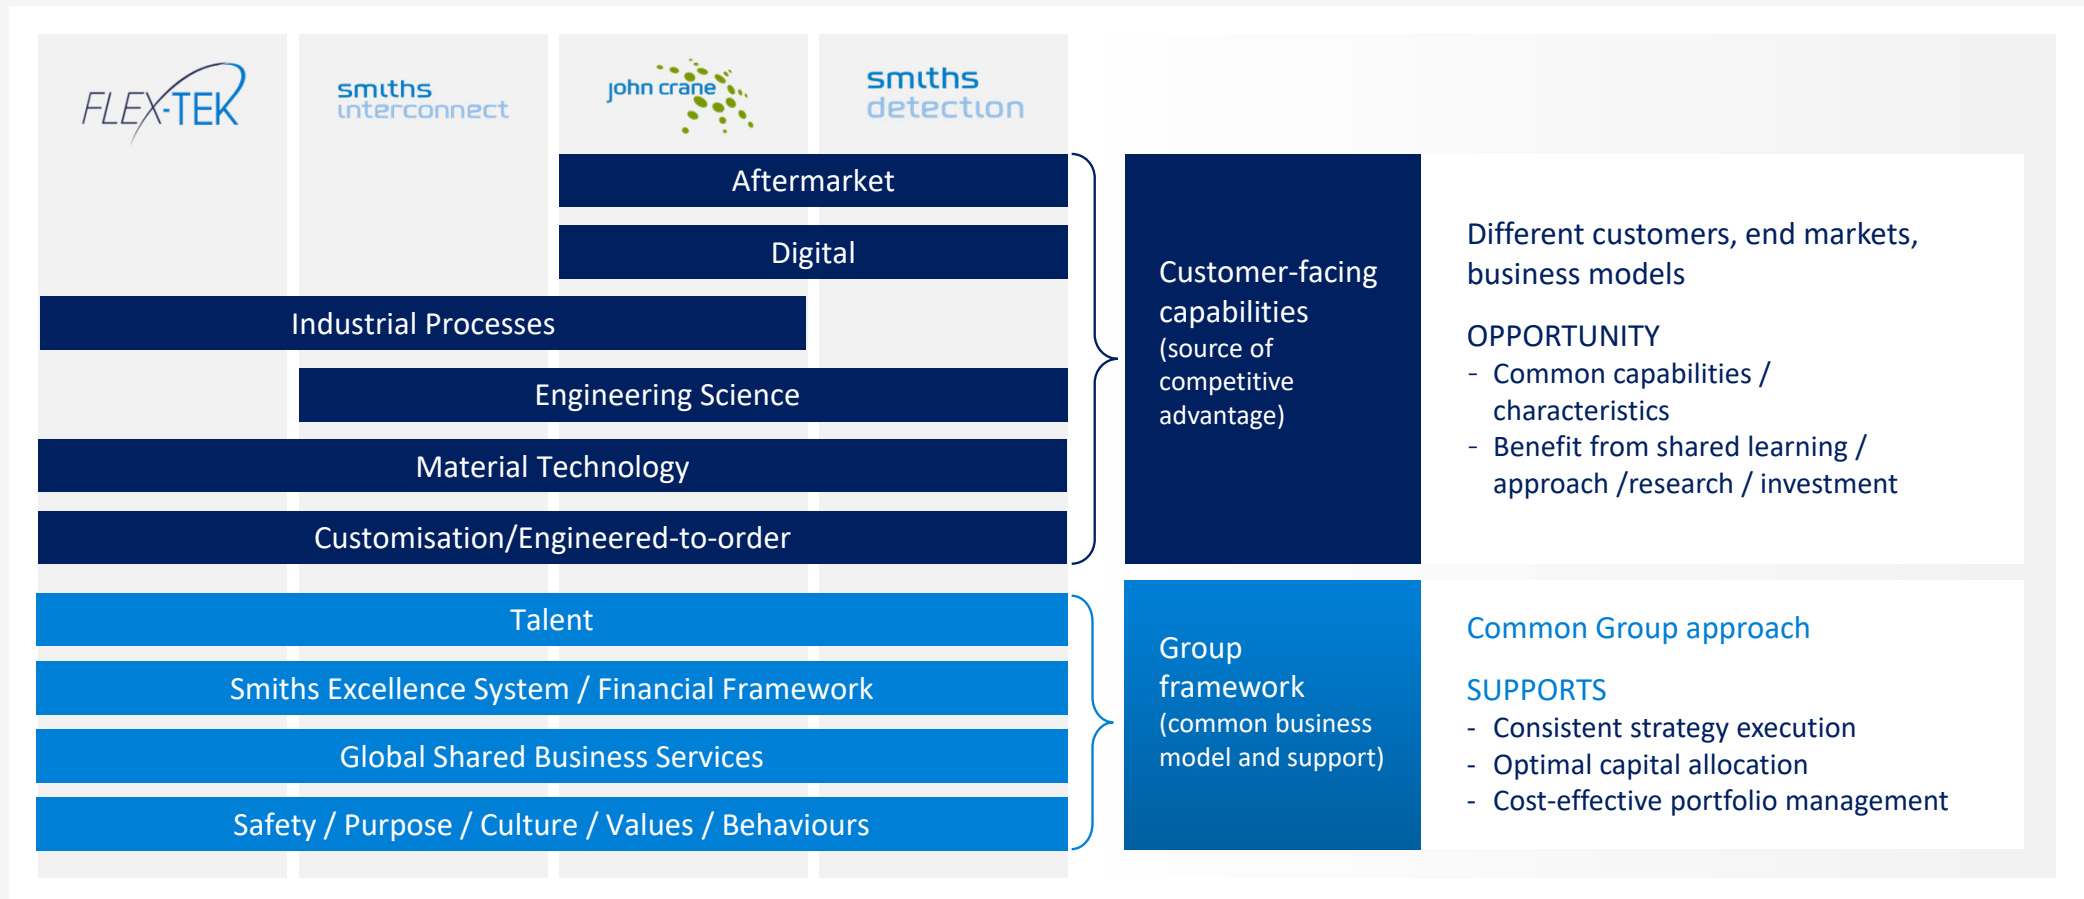 FLEX-TEK
smiths
interconnect
john crane
smiths
detection
Aftermarket
Digital
Industrial Processes
Engineering Science
Material Technology
Customisation/Engineered-to-order
Talent
Smiths Excellence System / Financial Framework
Global Shared Business Services
Safety / Purpose / Culture / Values / Behaviours
Customer-facing
capabilities
(source of
competitive
advantage)
Different customers, end markets,
business models
OPPORTUNITY
- Common capabilities /
characteristics
- Benefit from shared learning /
approach /research / investment
Group
framework
(common business
model and support)
Common Group approach
SUPPORTS
- Consistent strategy execution
- Optimal capital allocation
- Cost-effective portfolio management